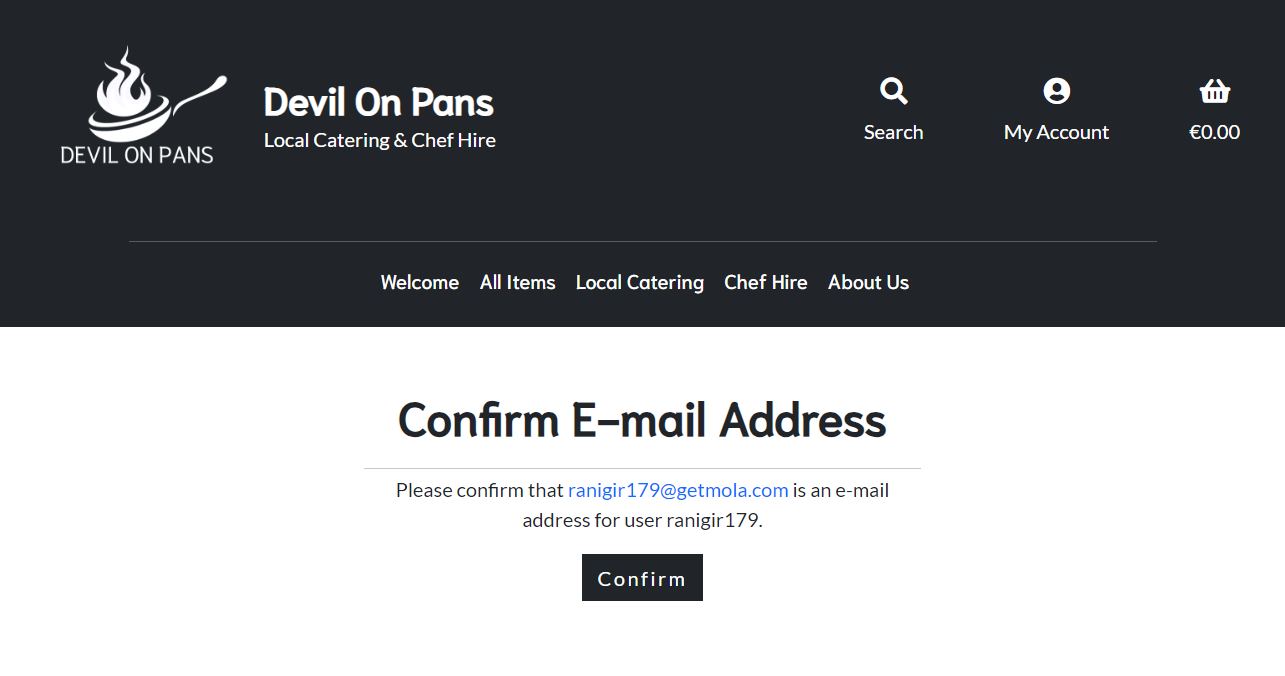 DEVIL ON PANS
Devil On Pans
Local Catering & Chef Hire
Search
My Account
€0.00
Welcome All Items Local Catering Chef Hire About Us
Confirm E-mail Address
Please confirm that ranigir179@getmola.com is an e-mail
address for user ranigir179.
Confirm